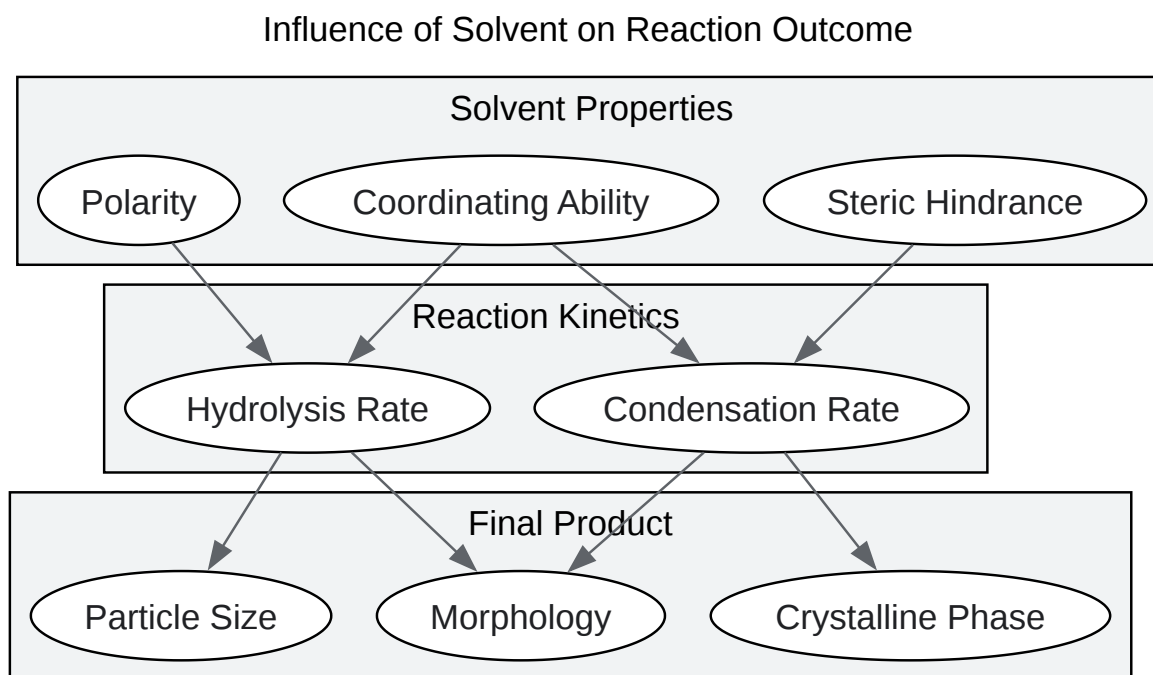 Influence of Solvent on Reaction Outcome
Solvent Properties
Polarity
Coordinating Ability
Steric Hindrance
Reaction Kinetics
Hydrolysis Rate
Condensation Rate
Final Product
Particle Size
Morphology
Crystalline Phase